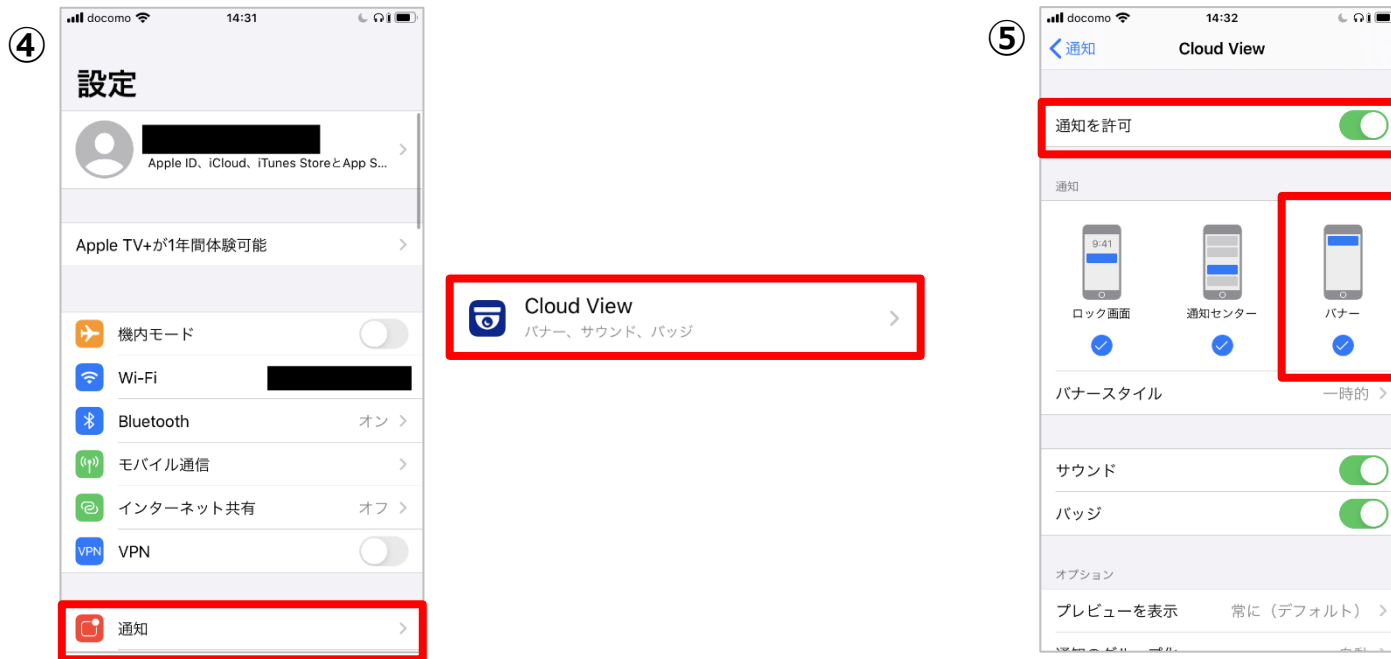 ④
docomo 14:31
設定
Apple ID、iCloud、iTunes StoreとApp S...
Apple TV+が1年間体験可能
機内モード
Wi-Fi
Bluetooth オン
モバイル通信
インターネット共有 オフ
VPN VPN
通知
Cloud View
バナー、サウンド、バッジ
⑤
docomo 14:32
通知 Cloud View
通知を許可
通知
9:41
ロック画面 通知センター バナー
バナースタイル 一時的
サウンド
バッジ
オプション
プレビューを表示 常に（デフォルト）